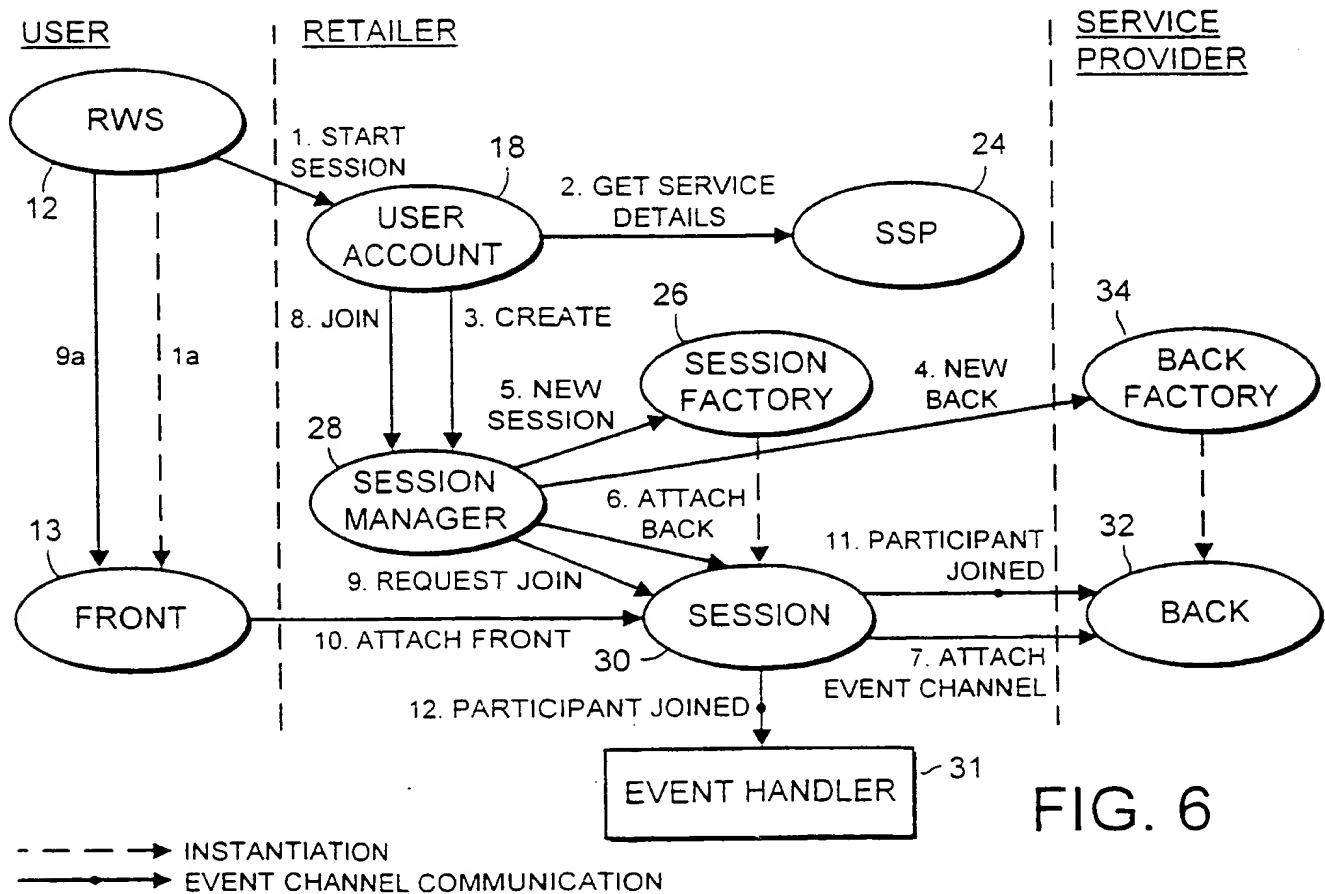 USER
RETAILER
SERVICE
PROVIDER
RWS
12
1. START
SESSION
18
USER
ACCOUNT
2. GET SERVICE
DETAILS
24
SSP
9a
1a
8. JOIN
3. CREATE
26
SESSION
FACTORY
5. NEW
SESSION
4. NEW
BACK
34
BACK
FACTORY
28
SESSION
MANAGER
6. ATTACH
BACK
9. REQUEST JOIN
13
FRONT
10. ATTACH FRONT
SESSION
30
11. PARTICIPANT
JOINED
32
BACK
7. ATTACH
EVENT CHANNEL
12. PARTICIPANT JOINED
EVENT HANDLER
31
FIG. 6
INSTANTIATION
EVENT CHANNEL COMMUNICATION